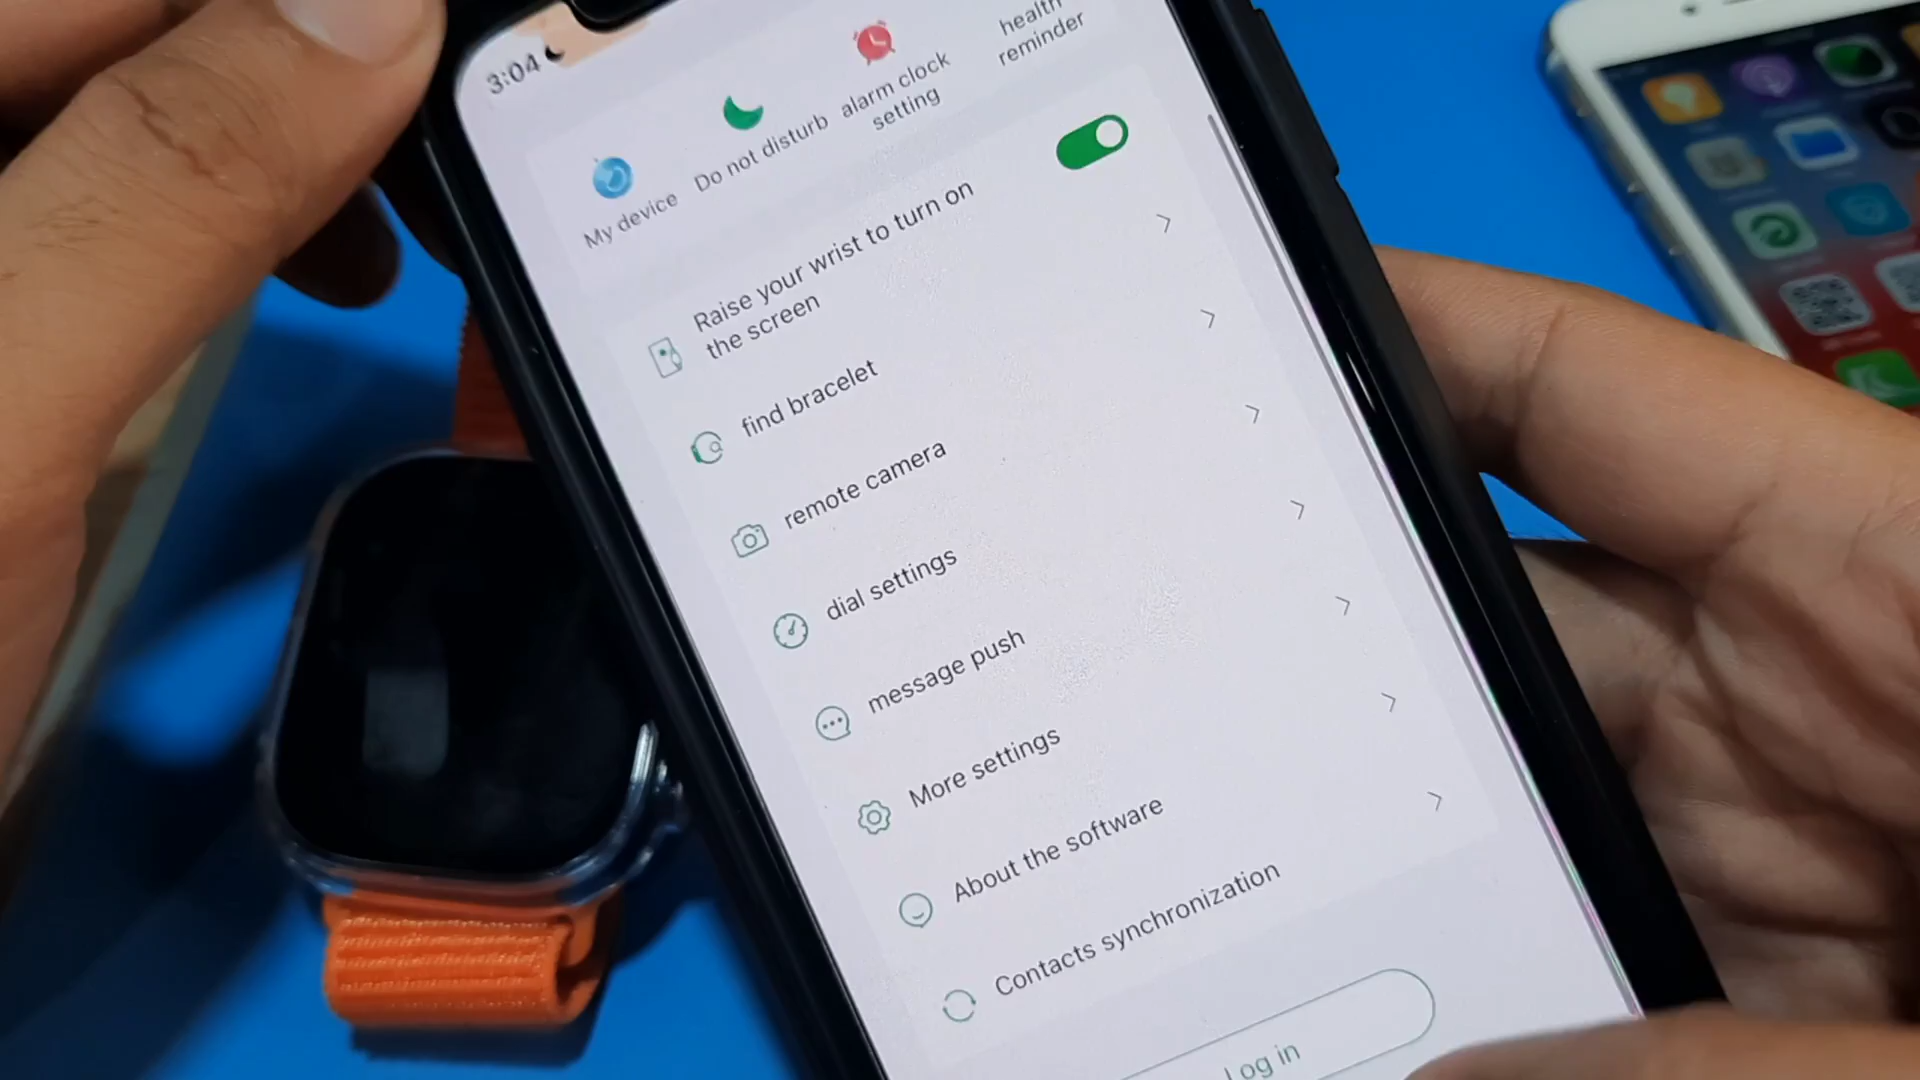 3:04
My device
Do not disturb
alarm clock
setting
health
reminder
Raise your wrist to turn on
the screen
find bracelet
remote camera
dial settings
message push
More settings
About the software
Contacts synchronization
Log in